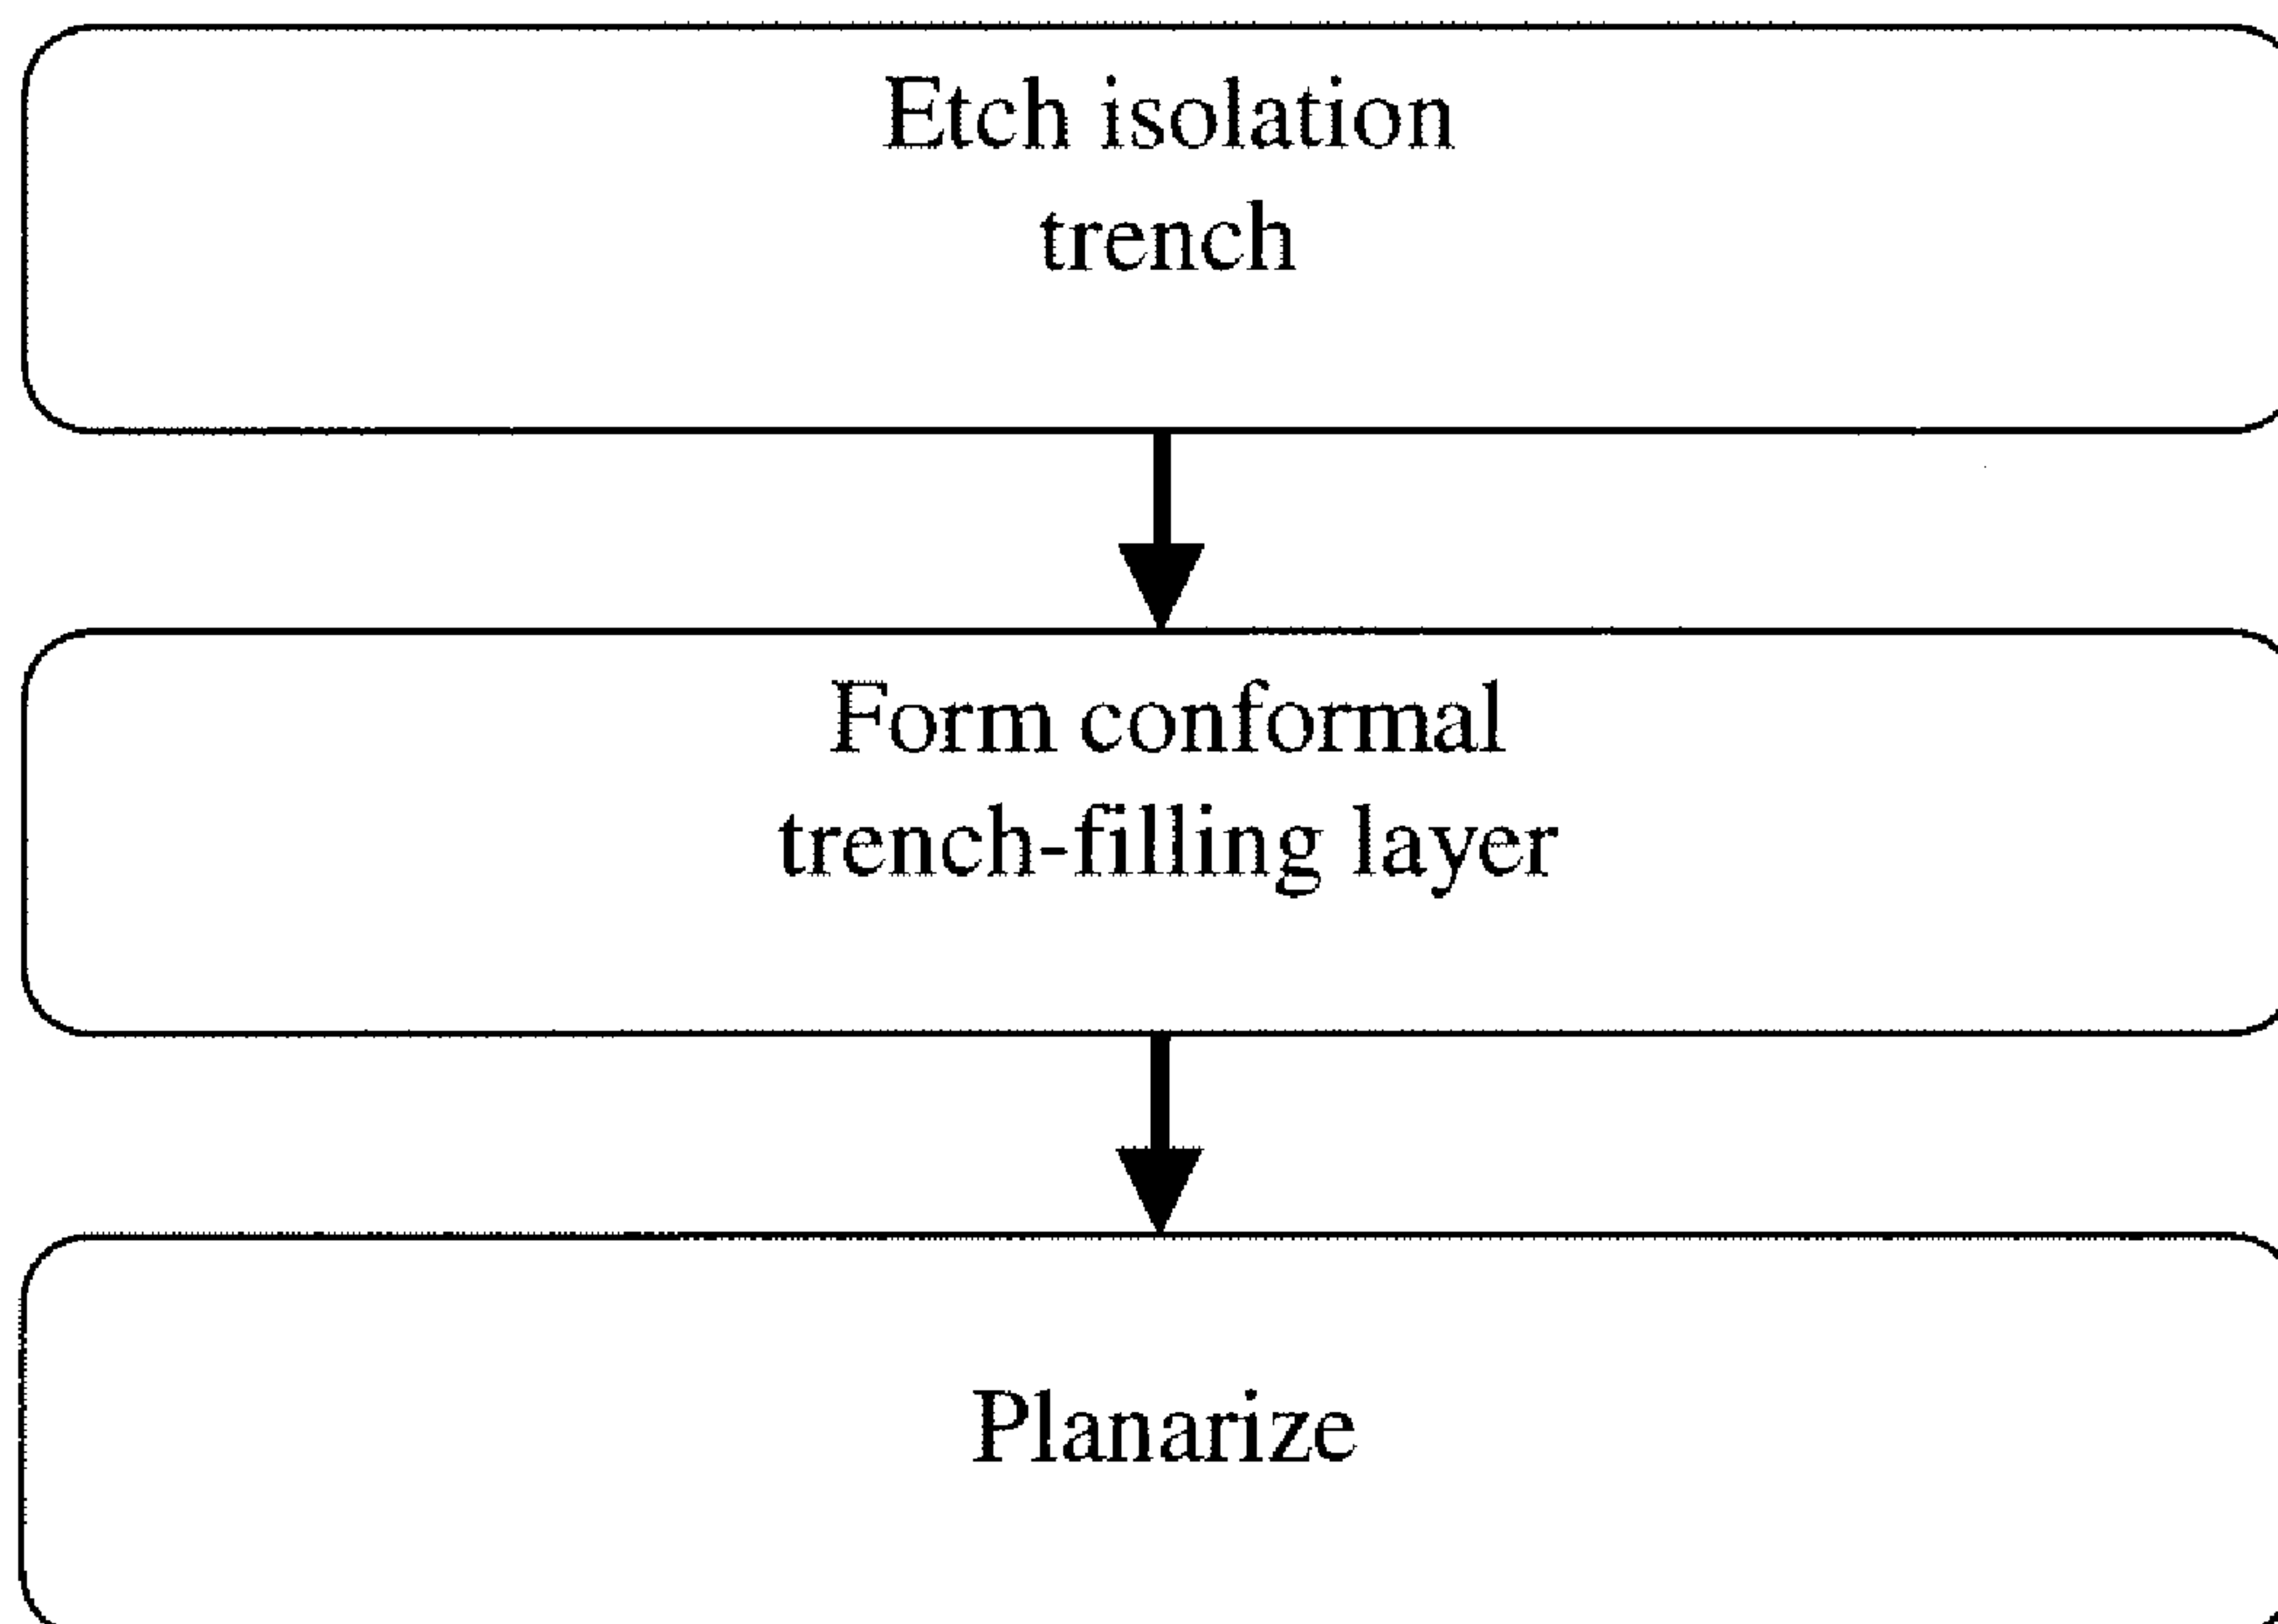 Etch isolation
trench
Form conformal
trench-filling layer
Planarize